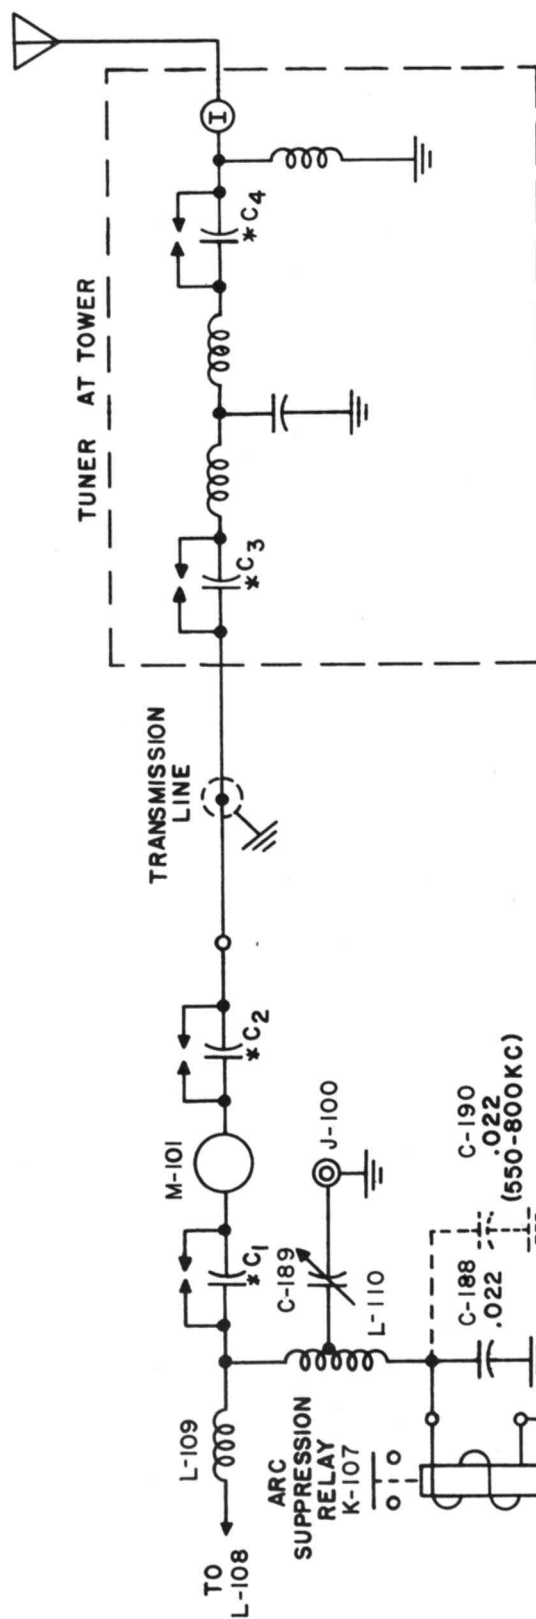 TO
L-108
L-109
ARC
SUPPRESSION
RELAY
K-107
*C1
C-189
L-110
J-100
M-101
*C2
C-188
.022
C-190
.022
(550-800KC)
TRANSMISSION
LINE
TUNER AT TOWER
*C3
*C4
I